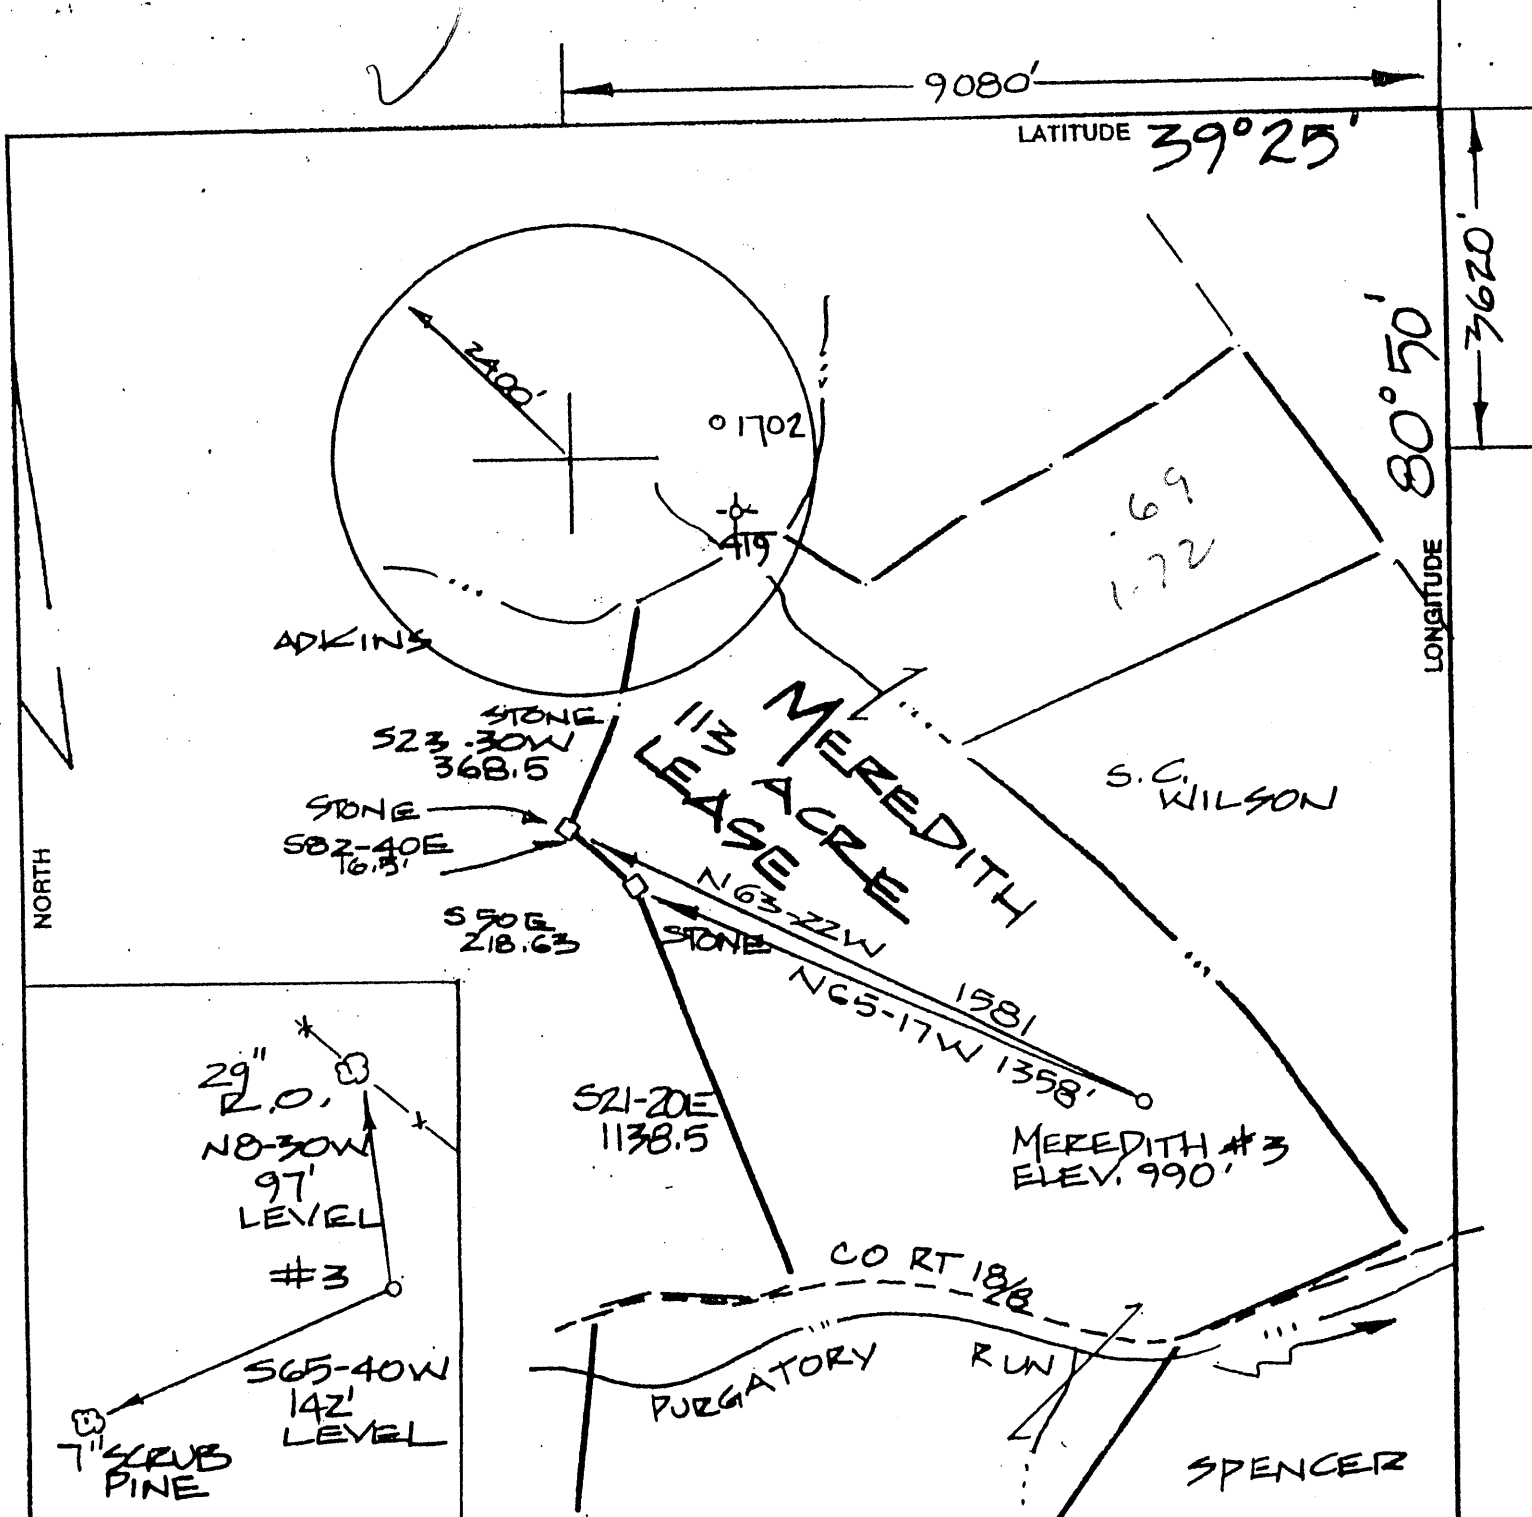 9080'
LATITUDE 39°25'
3620'
80°50'
LONGITUDE
2400'
1702
419
.69
1.72
ADKINS
STONE
S23-30W
368.5
113 ACRE
LEASE
MEREDITH
S.C.
WILSON
STONE
S82-40E
16.5'
S50E
218.63
STONE
N63-22W
1581
N65-17W 1358'
NORTH
S21-20E
1138.5
MEREDITH #3
ELEV. 990'
29"
R.O.
N8-30W
97'
LEVEL
#3
S65-40W
142'
LEVEL
7" SCRUB
PINE
CO RT 18/8
PURGATORY RUN
SPENCER